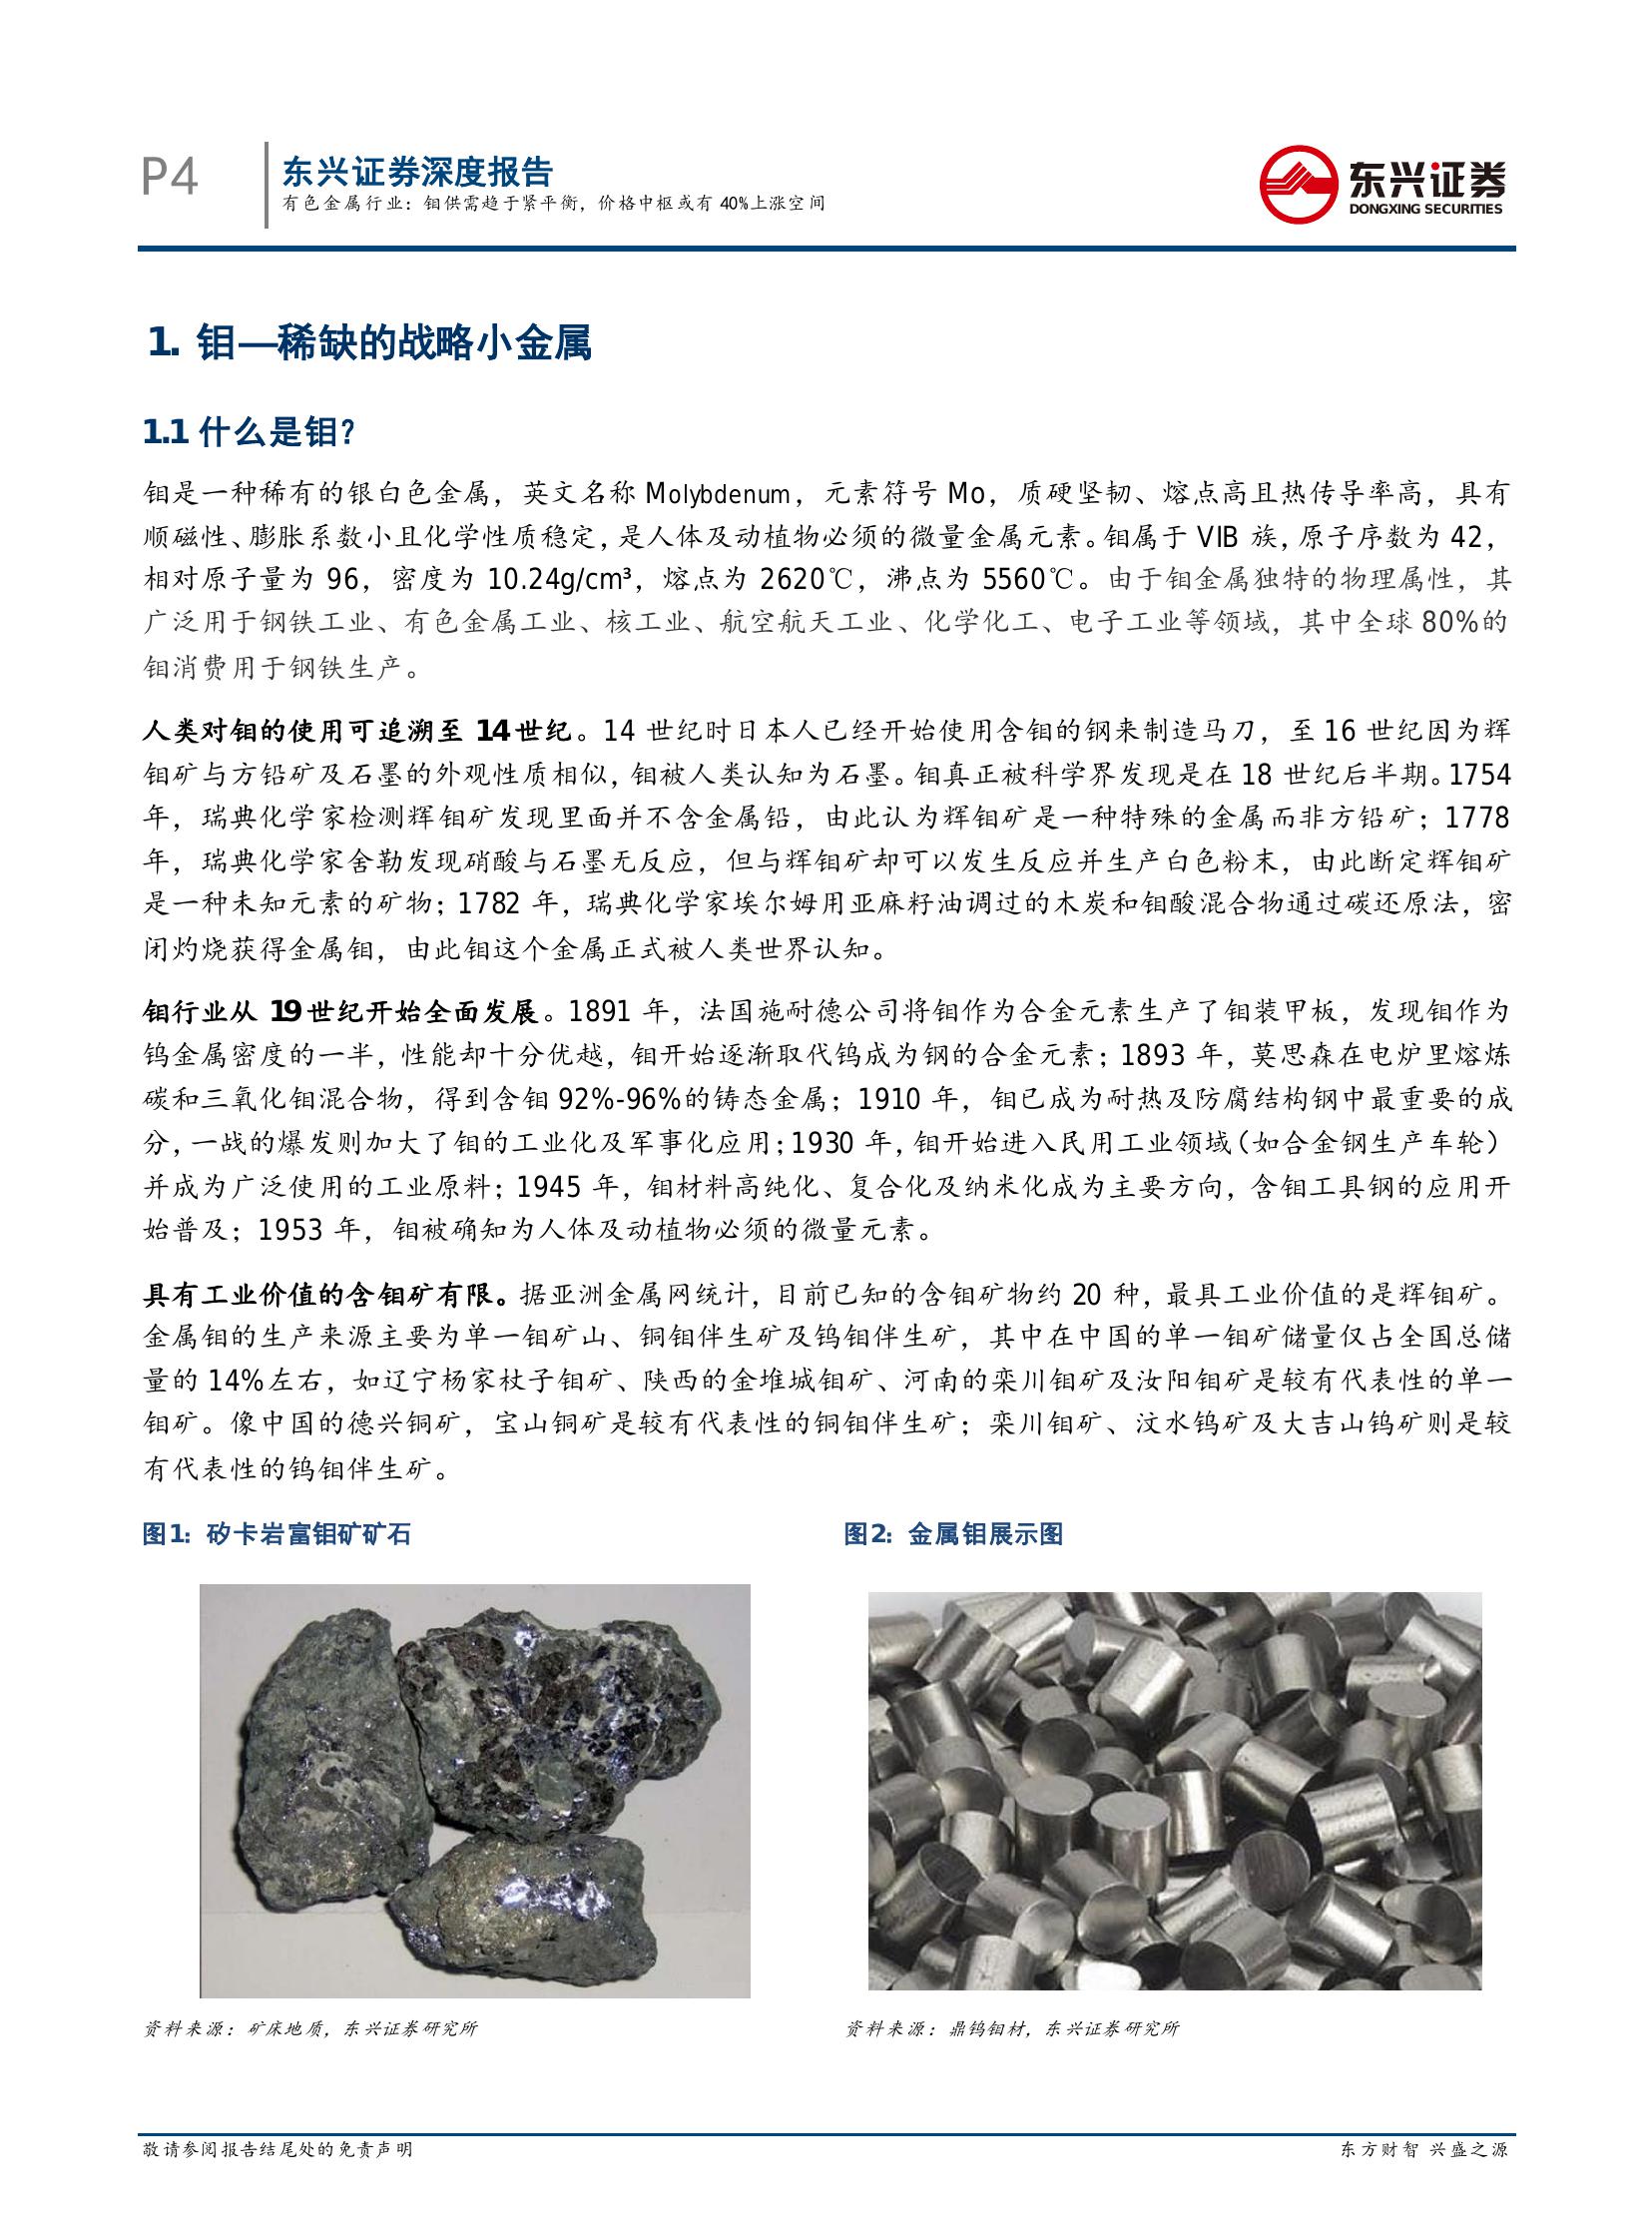 P4
东兴证券深度报告
有色金属行业：钼供需趋于紧平衡，价格中枢或有 40%上涨空间
东兴证券
DONGXING SECURITIES
1. 钼—稀缺的战略小金属
1.1 什么是钼？
钼是一种稀有的银白色金属，英文名称 Molybdenum，元素符号 Mo，质硬坚韧、熔点高且热传导率高，具有
顺磁性、膨胀系数小且化学性质稳定，是人体及动植物必须的微量金属元素。钼属于 VIB 族，原子序数为 42，
相对原子量为 96，密度为 10.24g/cm³，熔点为 2620℃，沸点为 5560℃。由于钼金属独特的物理属性，其
广泛用于钢铁工业、有色金属工业、核工业、航空航天工业、化学化工、电子工业等领域，其中全球 80%的
钼消费用于钢铁生产。
人类对钼的使用可追溯至 14 世纪。14 世纪时日本人已经开始使用含钼的钢来制造马刀，至 16 世纪因为辉
钼矿与方铅矿及石墨的外观性质相似，钼被人类认知为石墨。钼真正被科学界发现是在 18 世纪后半期。1754
年，瑞典化学家检测辉钼矿发现里面并不含金属铅，由此认为辉钼矿是一种特殊的金属而非方铅矿；1778
年，瑞典化学家舍勒发现硝酸与石墨无反应，但与辉钼矿却可以发生反应并生产白色粉末，由此断定辉钼矿
是一种未知元素的矿物；1782 年，瑞典化学家埃尔姆用亚麻籽油调过的木炭和钼酸混合物通过碳还原法，密
闭灼烧获得金属钼，由此钼这个金属正式被人类世界认知。
钼行业从 19 世纪开始全面发展。1891 年，法国施耐德公司将钼作为合金元素生产了钼装甲板，发现钼作为
钨金属密度的一半，性能却十分优越，钼开始逐渐取代钨成为钢的合金元素；1893 年，莫思森在电炉里熔炼
碳和三氧化钼混合物，得到含钼 92%-96%的铸态金属；1910 年，钼已成为耐热及防腐结构钢中最重要的成
分，一战的爆发则加大了钼的工业化及军事化应用；1930 年，钼开始进入民用工业领域（如合金钢生产车轮）
并成为广泛使用的工业原料；1945 年，钼材料高纯化、复合化及纳米化成为主要方向，含钼工具钢的应用开
始普及；1953 年，钼被确知为人体及动植物必须的微量元素。
具有工业价值的含钼矿有限。据亚洲金属网统计，目前已知的含钼矿物约 20 种，最具工业价值的是辉钼矿。
金属钼的生产来源主要为单一钼矿山、铜钼伴生矿及钨钼伴生矿，其中在中国的单一钼矿储量仅占全国总储
量的 14%左右，如辽宁杨家杖子钼矿、陕西的金堆城钼矿、河南的栾川钼矿及汝阳钼矿是较有代表性的单一
钼矿。像中国的德兴铜矿，宝山铜矿是较有代表性的铜钼伴生矿；栾川钼矿、汶水钨矿及大吉山钨矿则是较
有代表性的钨钼伴生矿。
图1：矽卡岩富钼矿矿石
图2：金属钼展示图
资料来源：矿床地质，东兴证券研究所
资料来源：鼎钨钼材，东兴证券研究所
敬请参阅报告结尾处的免责声明
东方财智 兴盛之源